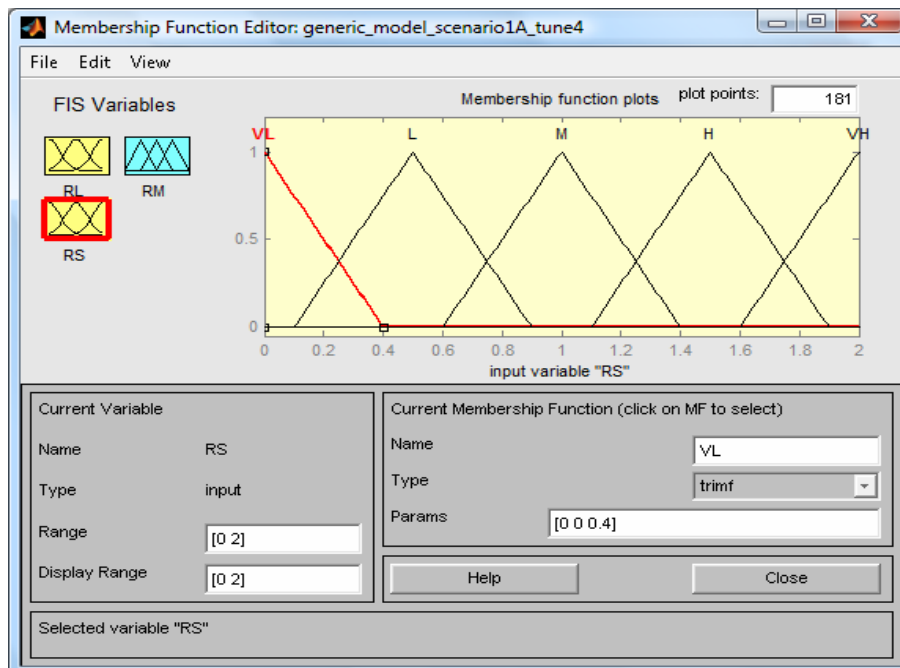 Membership Function Editor: generic_model_scenario1A_tune4
File Edit View
FIS Variables
Membership function plots
plot points:
181
RL
RM
RS
VL
L
M
H
VH
1
0.5
0
0 0.2 0.4 0.6 0.8 1 1.2 1.4 1.6 1.8 2
input variable "RS"
Current Variable
Name RS
Type input
Range [0 2]
Display Range [0 2]
Current Membership Function (click on MF to select)
Name VL
Type trimf
Params [0 0 0.4]
Help Close
Selected variable "RS"